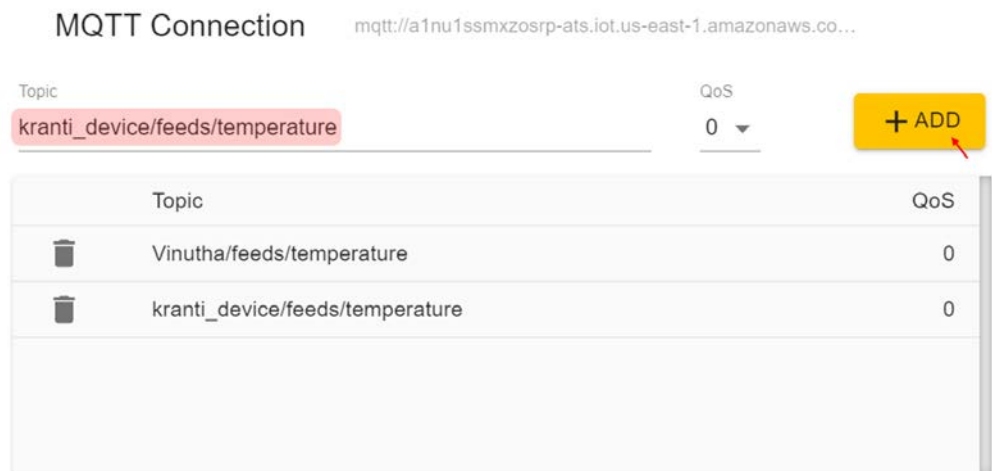 MQTT Connection mqtt://a1nu1ssmxzosrp-ats.iot.us-east-1.amazonaws.co...
Topic QoS
kranti_device/feeds/temperature 0 + ADD
Topic QoS
Vinutha/feeds/temperature 0
kranti_device/feeds/temperature 0